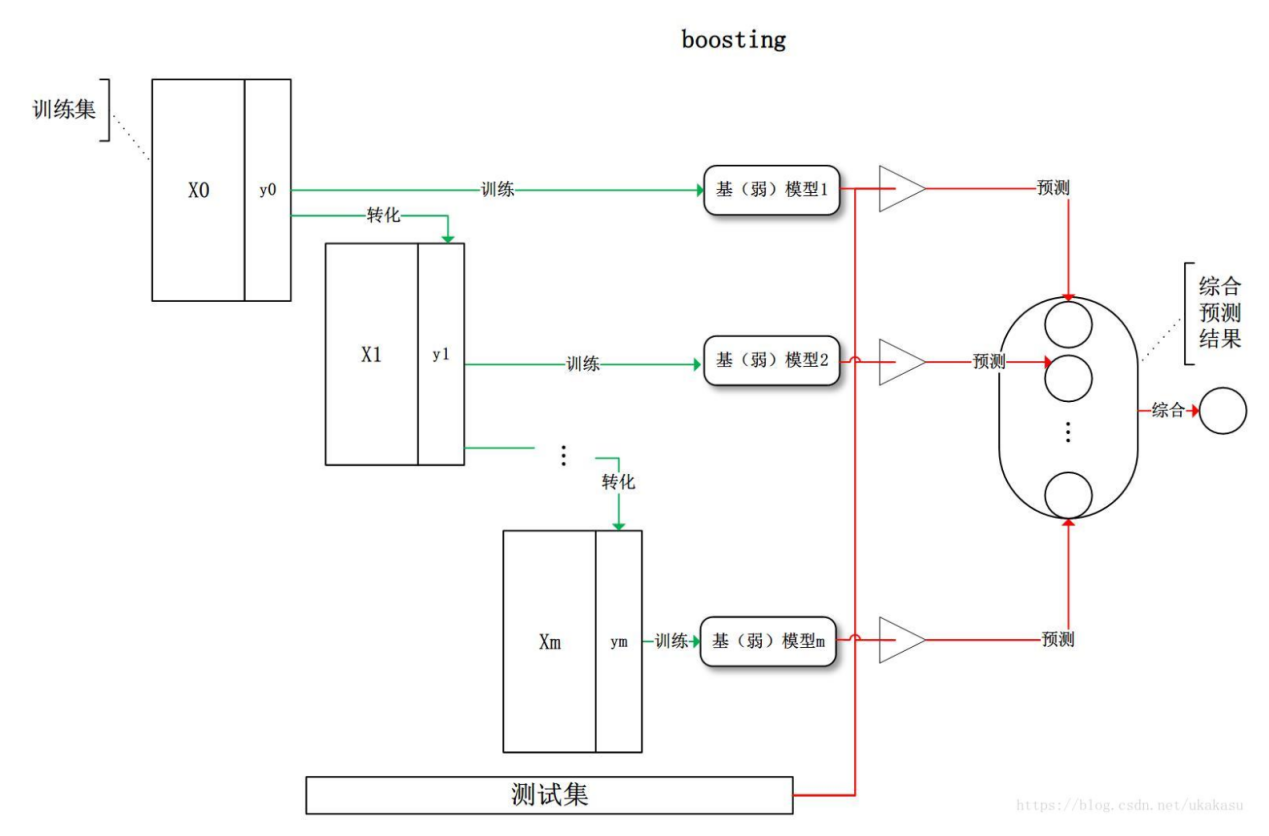 boosting
训练集
X0
y0
训练
基（弱）模型1
预测
转化
X1
y1
训练
基（弱）模型2
预测
综合
预测
结果
综合
⋮
⋮
转化
Xm
ym
训练
基（弱）模型m
预测
测试集
https://blog.csdn.net/ukakasu